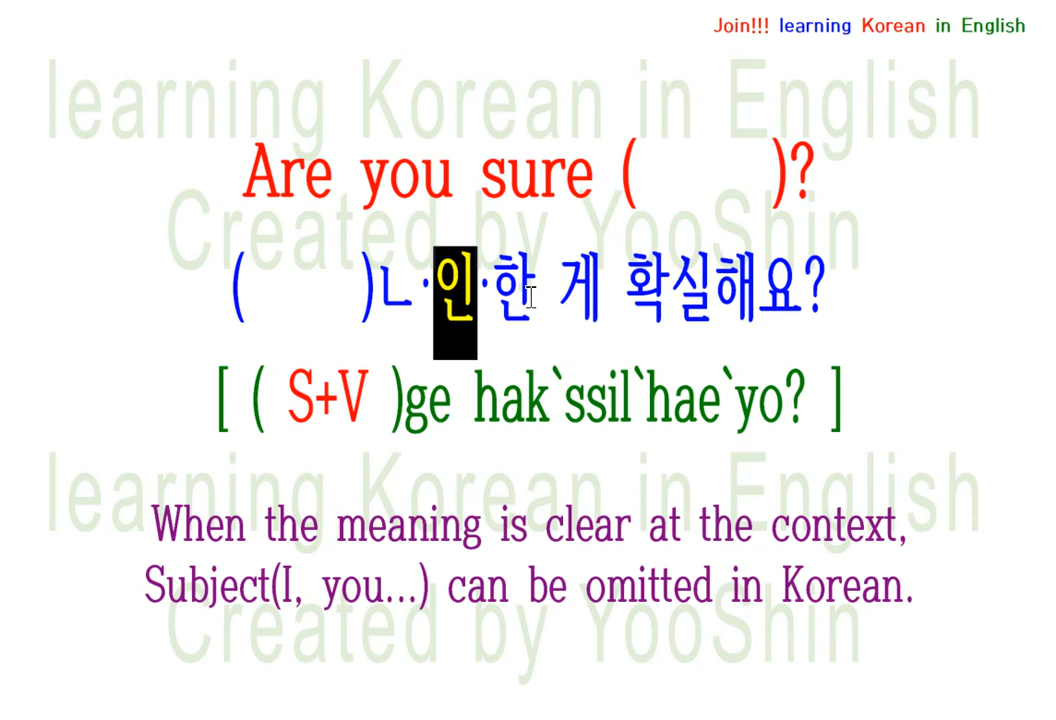 Join!!! learning Korean in English
learning Korean in English
Are you sure ( )?
Created by YooShin
( )ㄴ·인·한 게 확실해요?
[ ( S+V )ge hak`ssil`hae`yo? ]
learning Korean in English
When the meaning is clear at the context,
Subject(I, you...) can be omitted in Korean.
Created by YooShin